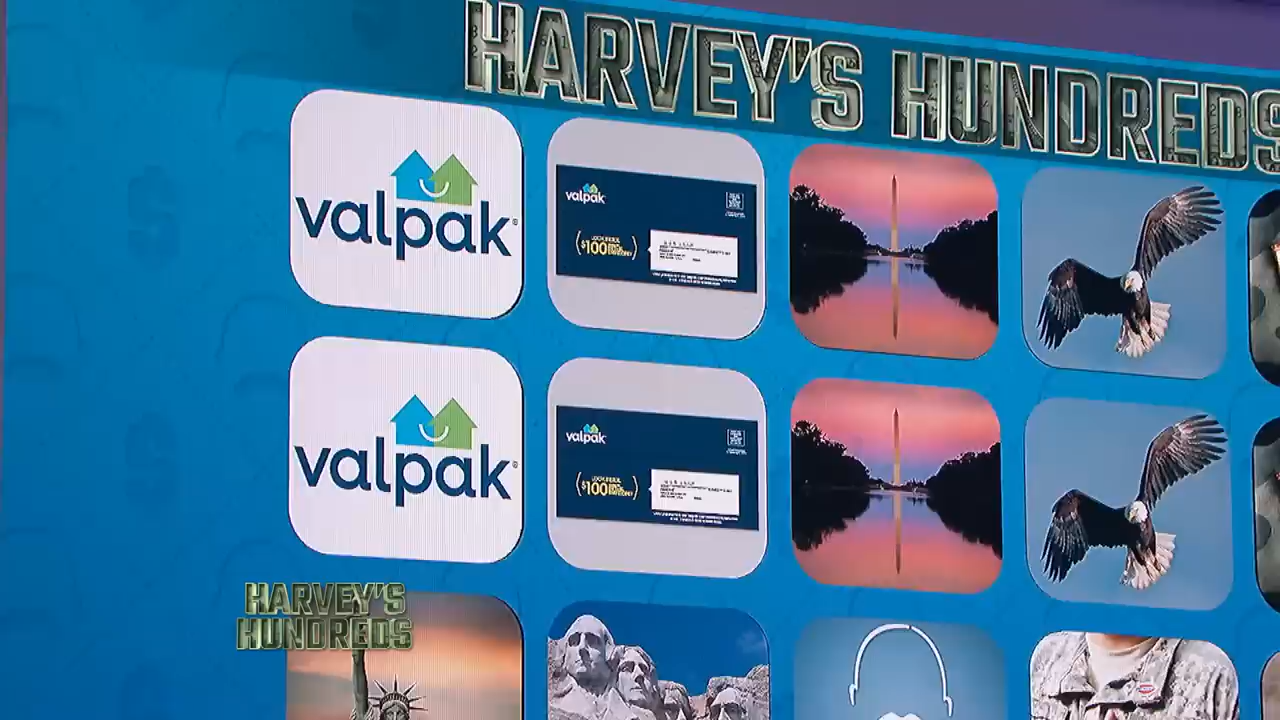 HARVEY'S HUNDREDS
valpak
valpak
$100
valpak
valpak
$100
HARVEY'S
HUNDREDS